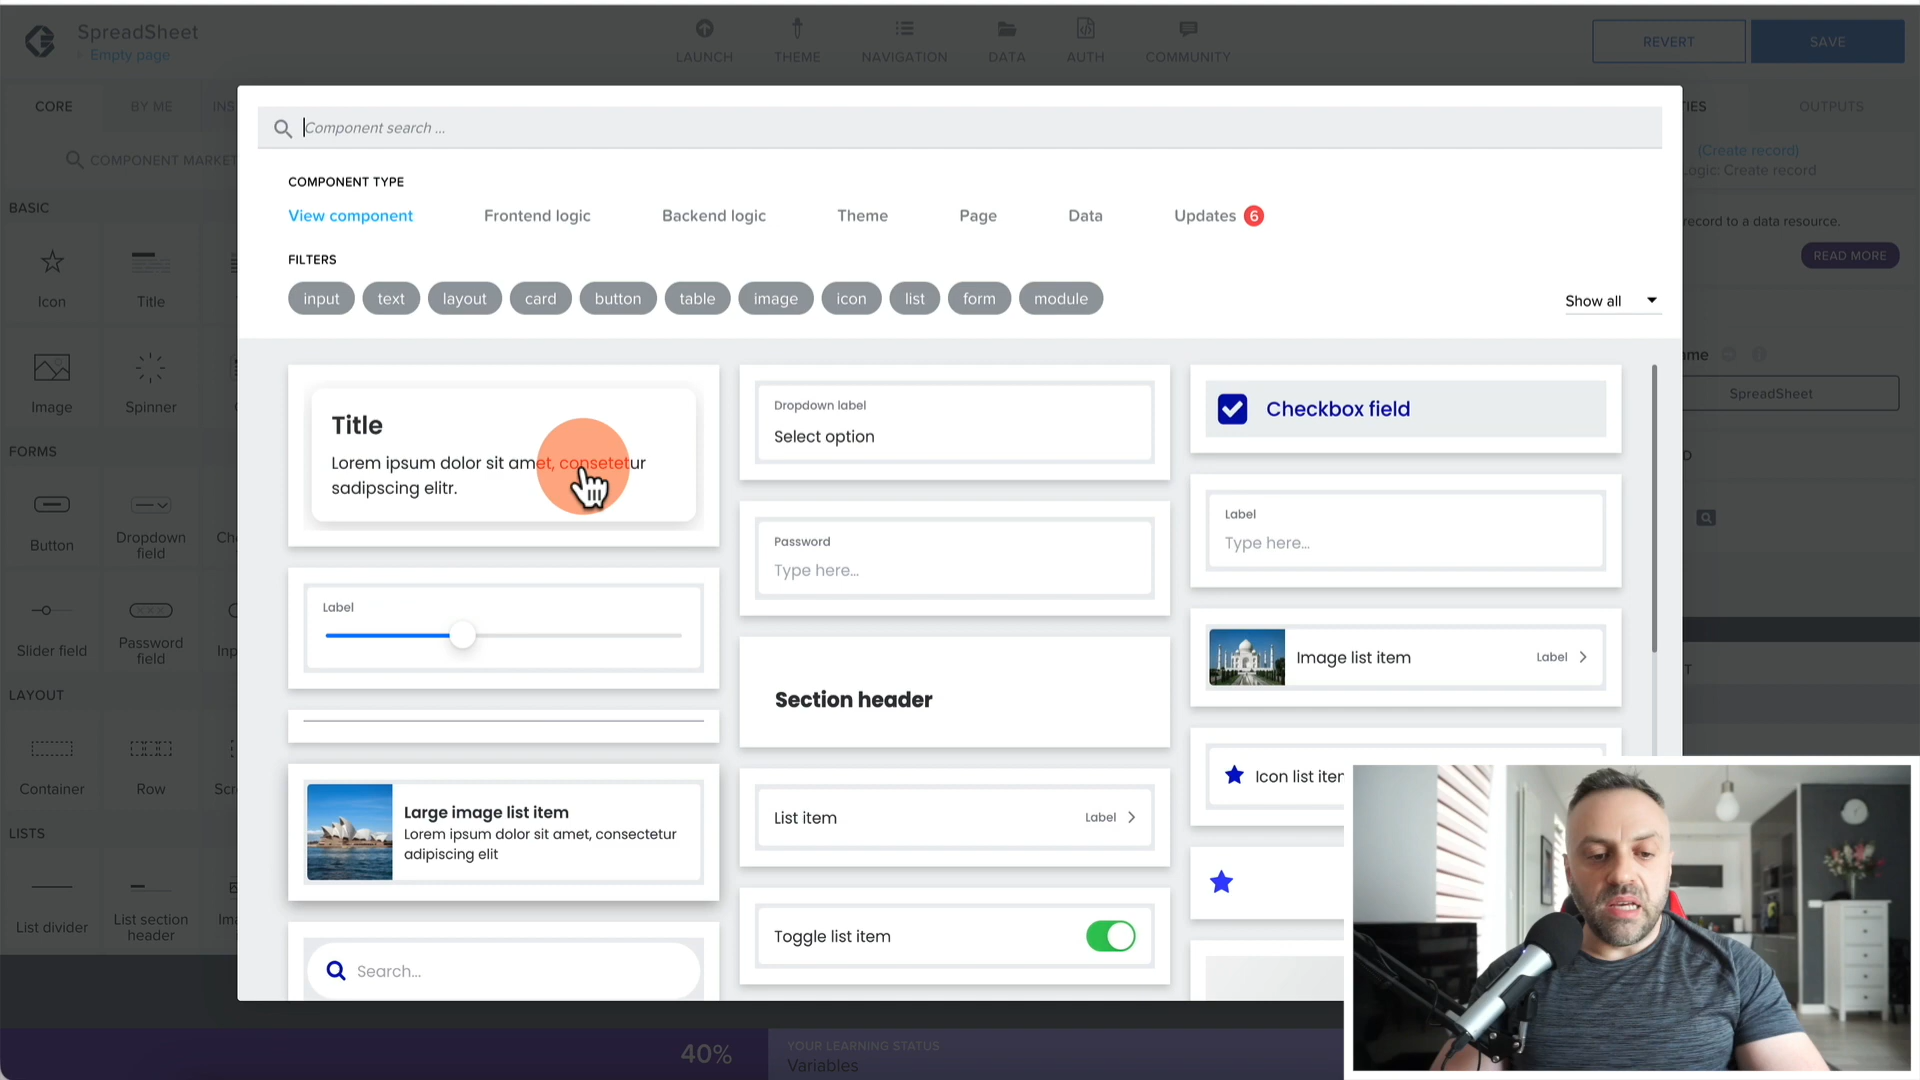 SpreadSheet
Empty page
LAUNCH
THEME
NAVIGATION
DATA
AUTH
COMMUNITY
REVERT
SAVE
CORE
BY ME
INS
OUTPUTS
COMPONENT MARKET
(Create record)
Logic: Create record
record to a data resource.
READ MORE
SpreadSheet
BASIC
Icon
Title
Image
Spinner
FORMS
Button
Dropdown
field
Slider field
Password
field
LAYOUT
Container
Row
LISTS
List divider
List section
header
Component search ...
COMPONENT TYPE
View component
Frontend logic
Backend logic
Theme
Page
Data
Updates 6
FILTERS
input
text
layout
card
button
table
image
icon
list
form
module
Show all
Title
Lorem ipsum dolor sit amet, consetetur
sadipscing elitr.
Label
Large image list item
Lorem ipsum dolor sit amet, consectetur
adipiscing elit
Search...
Dropdown label
Select option
Password
Type here...
Section header
List item
Label
Toggle list item
Checkbox field
Label
Type here...
Image list item
Label
Icon list iter
40%
YOUR LEARNING STATUS
Variables